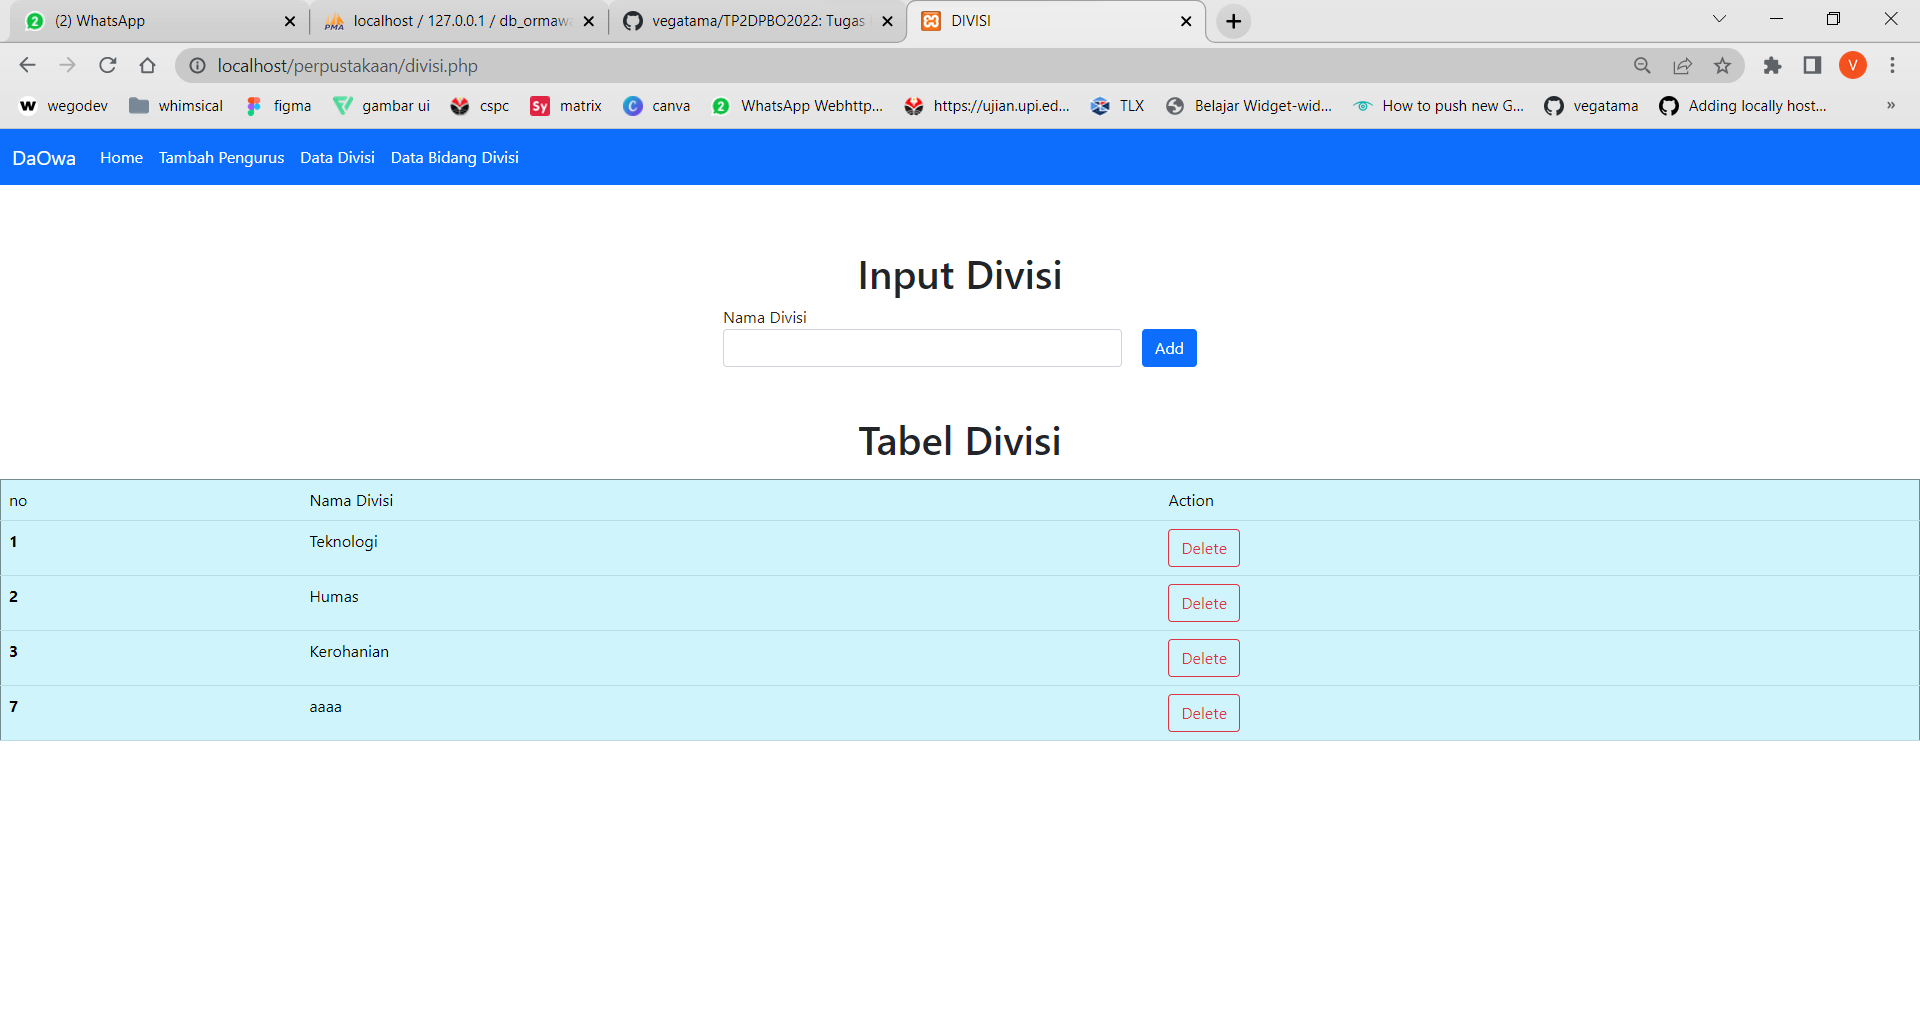 (2) WhatsApp
localhost / 127.0.0.1 / db_ormawa
vegatama/TP2DPBO2022: Tugas
DIVISI
localhost/perpustakaan/divisi.php
V
wegodev
whimsical
figma
gambar ui
cspc
Sy matrix
canva
WhatsApp Webhttp...
https://ujian.upi.ed...
TLX
Belajar Widget-wid...
How to push new G...
vegatama
Adding locally host...
»
DaOwa Home Tambah Pengurus Data Divisi Data Bidang Divisi
Input Divisi
Nama Divisi
Add
Tabel Divisi
no Nama Divisi Action
1 Teknologi Delete
2 Humas Delete
3 Kerohanian Delete
7 aaaa Delete